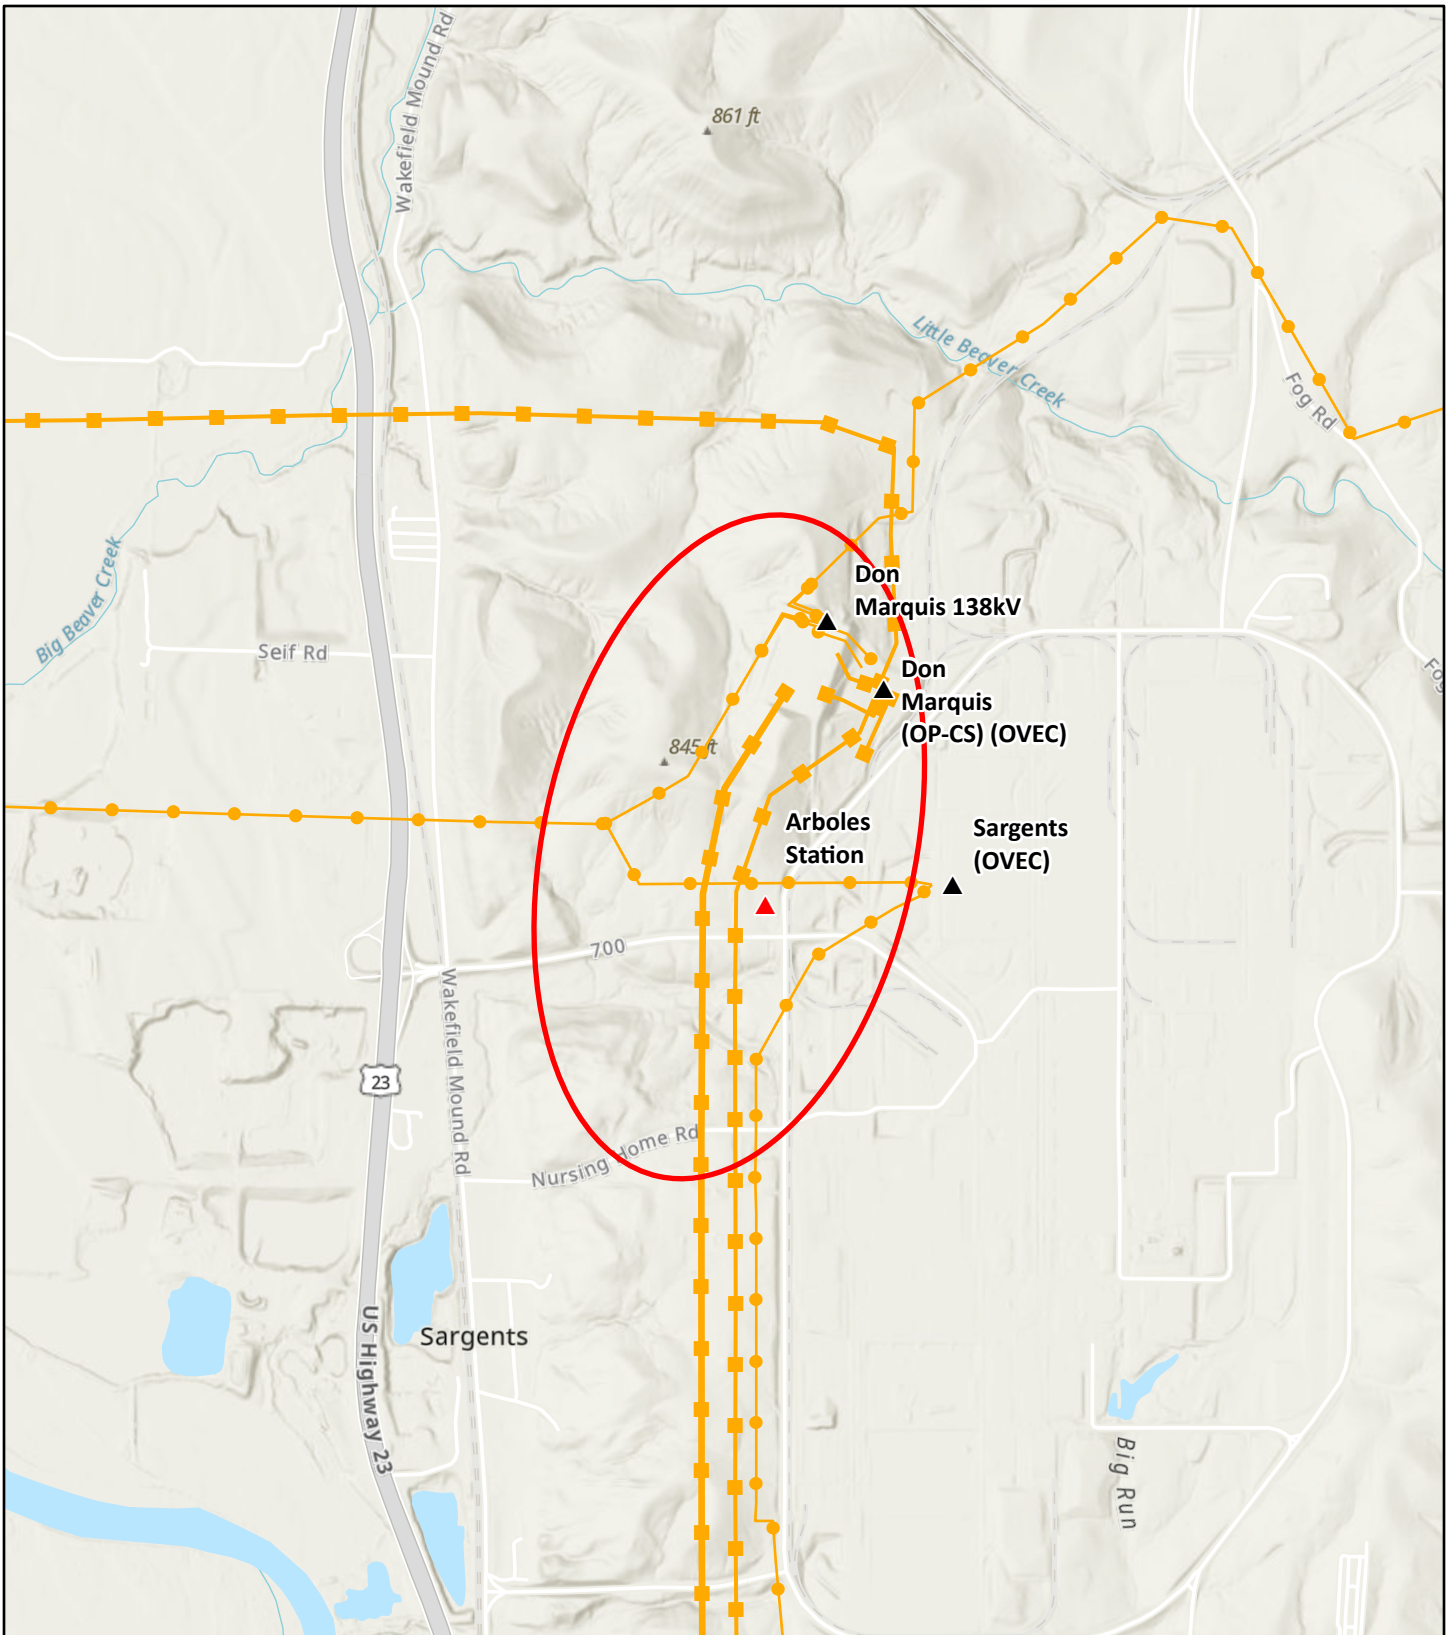 Wakefield Mound Rd
861 ft
Little Beaver Creek
Fog Rd
Big Beaver Creek
Don
Marquis 138kV
Seif Rd
Don
Marquis
(OP-CS) (OVEC)
Fog
845 ft
Arboles
Station
Sargents
(OVEC)
700
Wakefield Mound Rd
23
Nursing Home Rd
US Highway 23
Sargents
Big Run